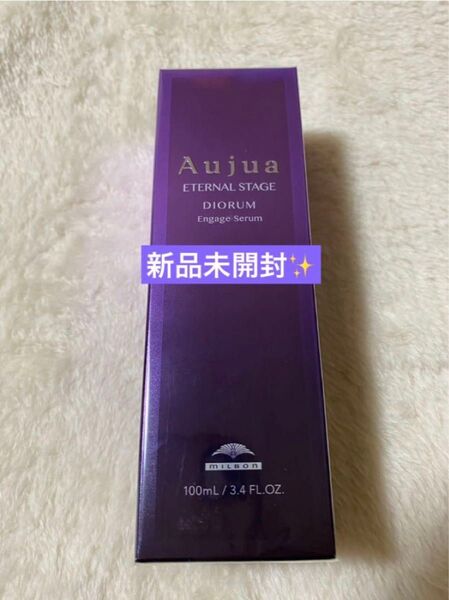 Aujua
ETERNAL STAGE
DIORUM
Engage Serum
新品未開封✨
MILBON
100mL / 3.4 FL.OZ.